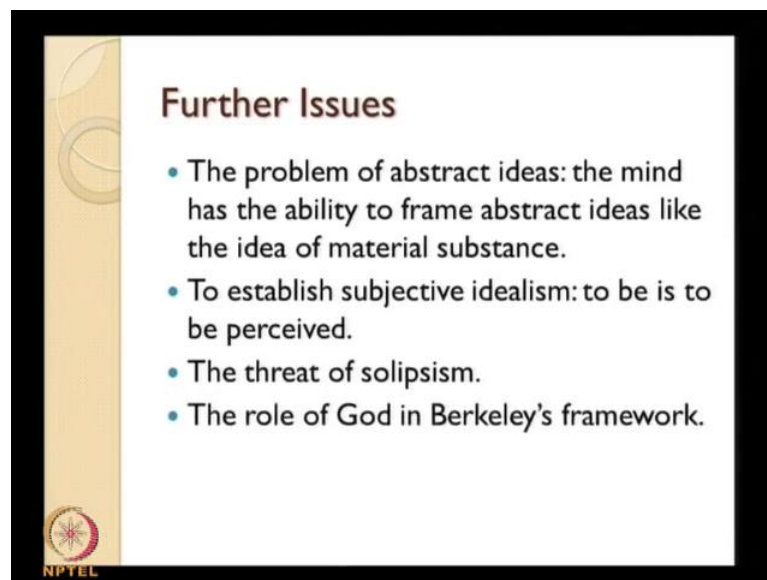 Further Issues
• The problem of abstract ideas: the mind
has the ability to frame abstract ideas like
the idea of material substance.
• To establish subjective idealism: to be is to
be perceived.
• The threat of solipsism.
• The role of God in Berkeley's framework.
NPTEL